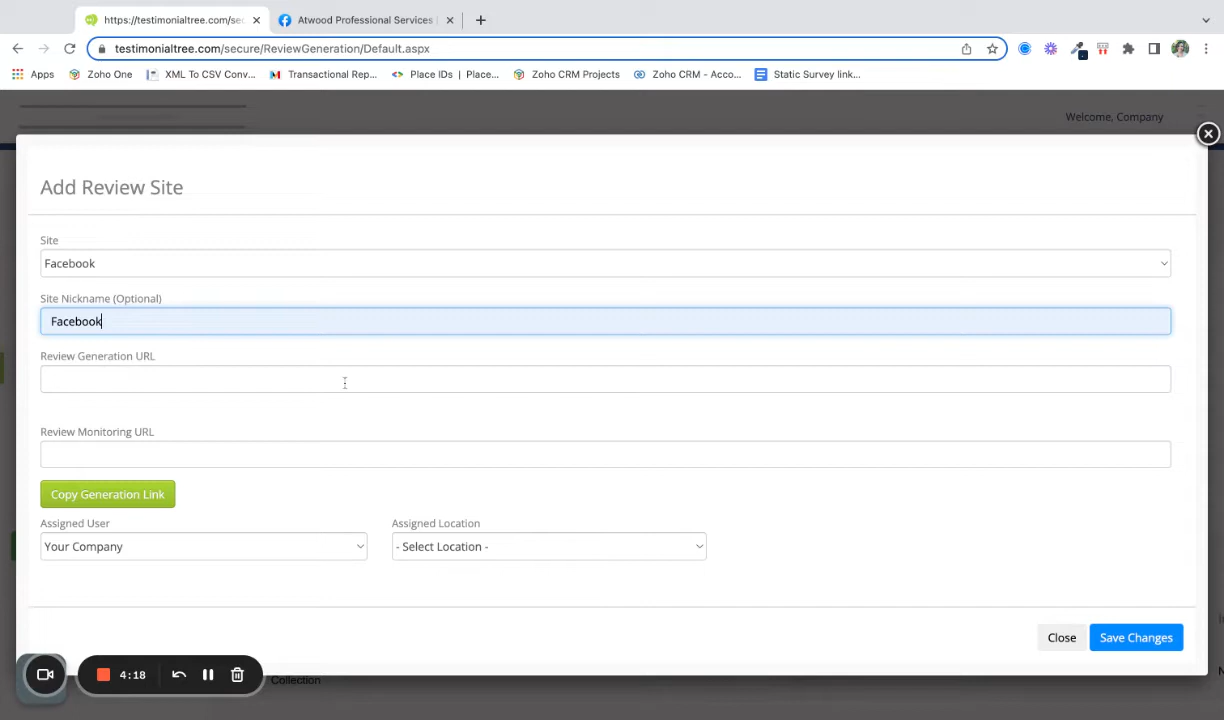 https://testimonialtree.com/sec
Atwood Professional Services |
testimonialtree.com/secure/ReviewGeneration/Default.aspx
Apps
Zoho One
XML To CSV Conv...
Transactional Rep...
Place IDs | Place...
Zoho CRM Projects
Zoho CRM - Acco...
Static Survey link...
Welcome, Company
Add Review Site
Site
Facebook
Site Nickname (Optional)
Facebook
Review Generation URL
Review Monitoring URL
Copy Generation Link
Assigned User
Assigned Location
Your Company
- Select Location -
Close
Save Changes
4:18
Collection